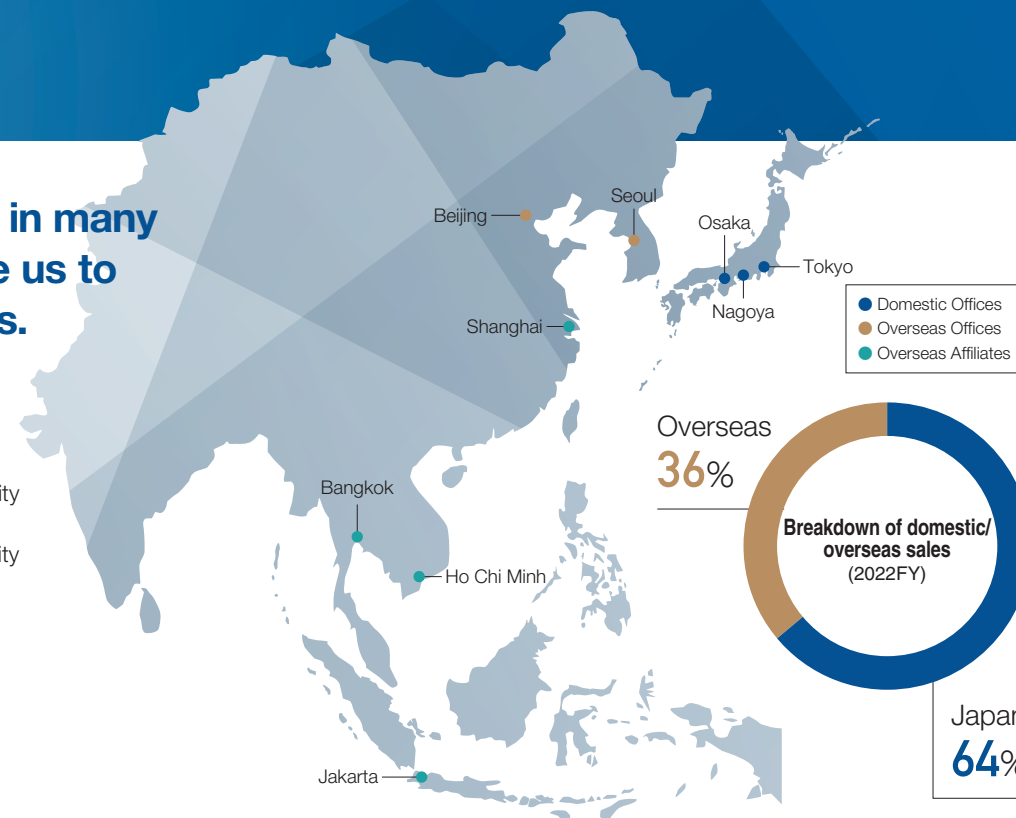 in many
us to
s.
ity
ity
Seoul
Beijing
Osaka
Tokyo
Nagoya
Shanghai
Domestic Offices
Overseas Offices
Overseas Affiliates
Overseas
36%
Bangkok
Breakdown of domestic/
overseas sales
(2022FY)
Ho Chi Minh
Japan
64%
Jakarta